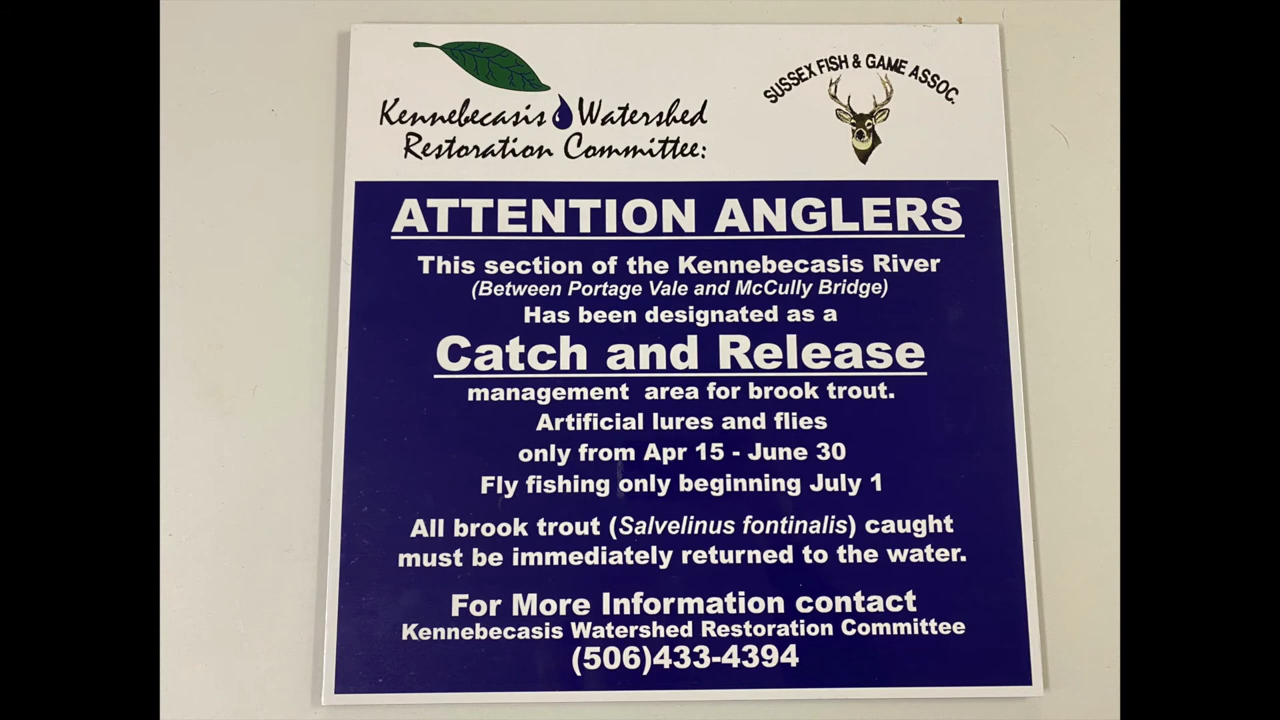 Kennebecasis Watershed
Restoration Committee:
SUSSEX FISH & GAME ASSOC.
ATTENTION ANGLERS
This section of the Kennebecasis River
(Between Portage Vale and McCully Bridge)
Has been designated as a
Catch and Release
management area for brook trout.
Artificial lures and flies
only from Apr 15 - June 30
Fly fishing only beginning July 1
All brook trout (Salvelinus fontinalis) caught
must be immediately returned to the water.
For More Information contact
Kennebecasis Watershed Restoration Committee
(506)433-4394